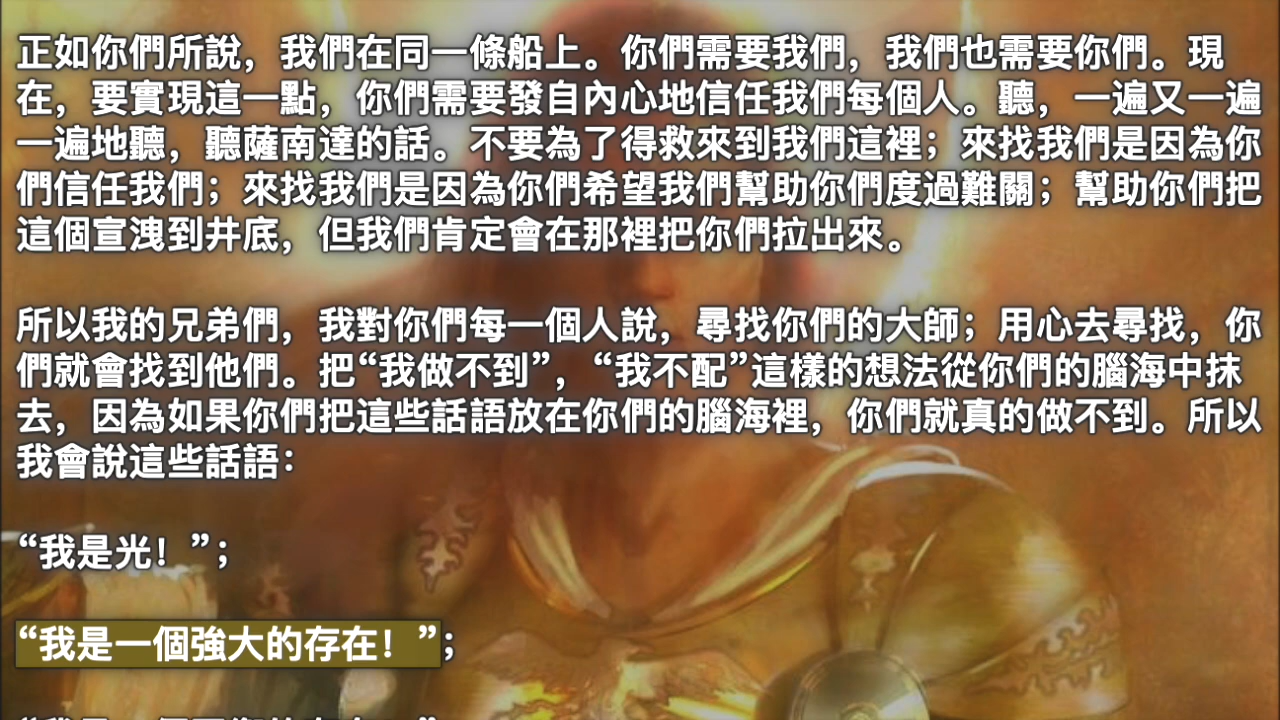 正如你們所說，我們在同一條船上。你們需要我們，我們也需要你們。現
在，要實現這一點，你們需要發自內心地信任我們每個人。聽，一遍又一遍
一遍地聽，聽薩南達的話。不要為了得救來到我們這裡；來找我們是因為你
們信任我們；來找我們是因為你們希望我們幫助你們度過難關；幫助你們把
這個宣洩到井底，但我們肯定會在那裡把你們拉出來。
所以我的兄弟們，我對你們每一個人說，尋找你們的大師；用心去尋找，你
們就會找到他們。把“我做不到”，“我不配”這樣的想法從你們的腦海中抹
去，因為如果你們把這些話語放在你們的腦海裡，你們就真的做不到。所以
我會說這些話語：
“我是光！”；
“我是一個強大的存在！”；